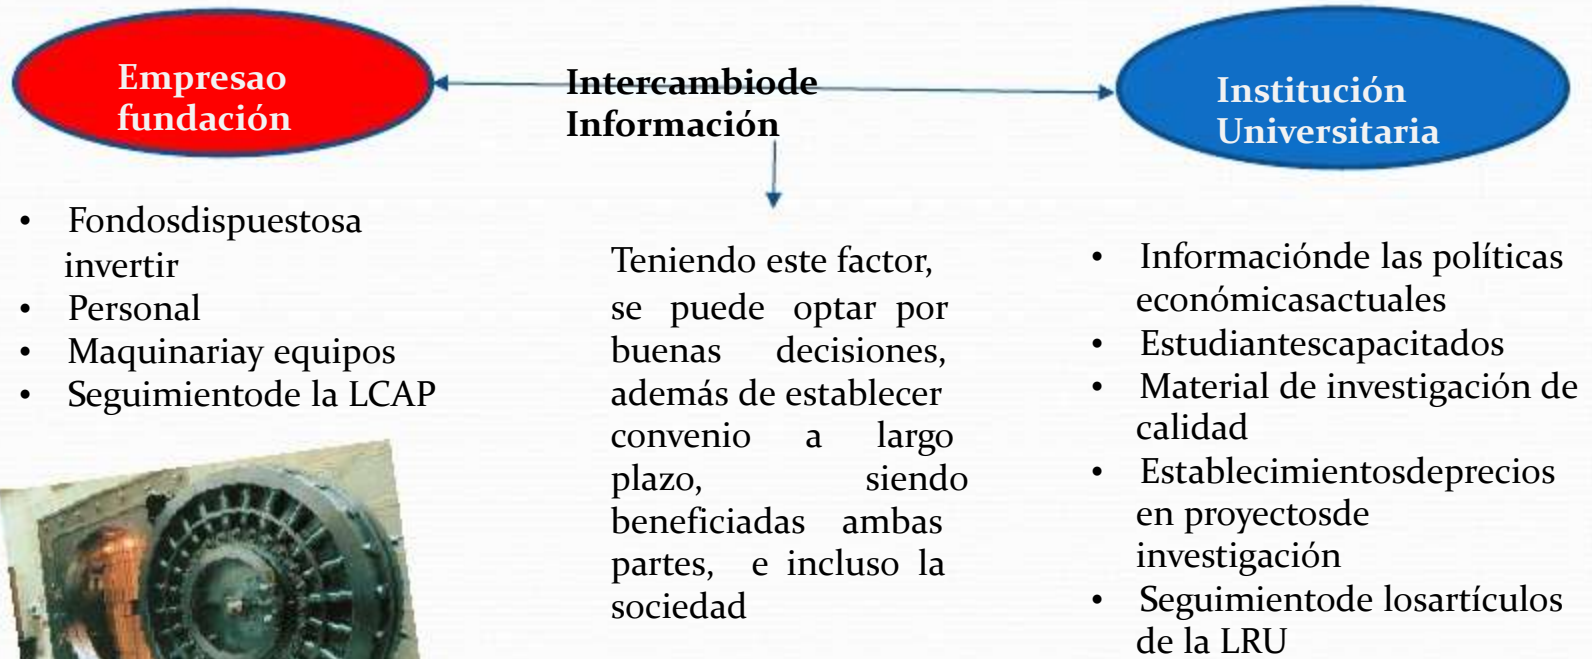 Empresao
fundación
Intercambiode
Información
Institución
Universitaria
• Fondosdispuestosa
invertir
• Personal
• Maquinariay equipos
• Seguimientode la LCAP
Teniendo este factor,
se puede optar por
buenas decisiones,
además de establecer
convenio a largo
plazo, siendo
beneficiadas ambas
partes, e incluso la
sociedad
• Informaciónde las políticas
económicasactuales
• Estudiantescapacitados
• Material de investigación de
calidad
• Establecimientosdeprecios
en proyectosde
investigación
• Seguimientode losartículos
de la LRU